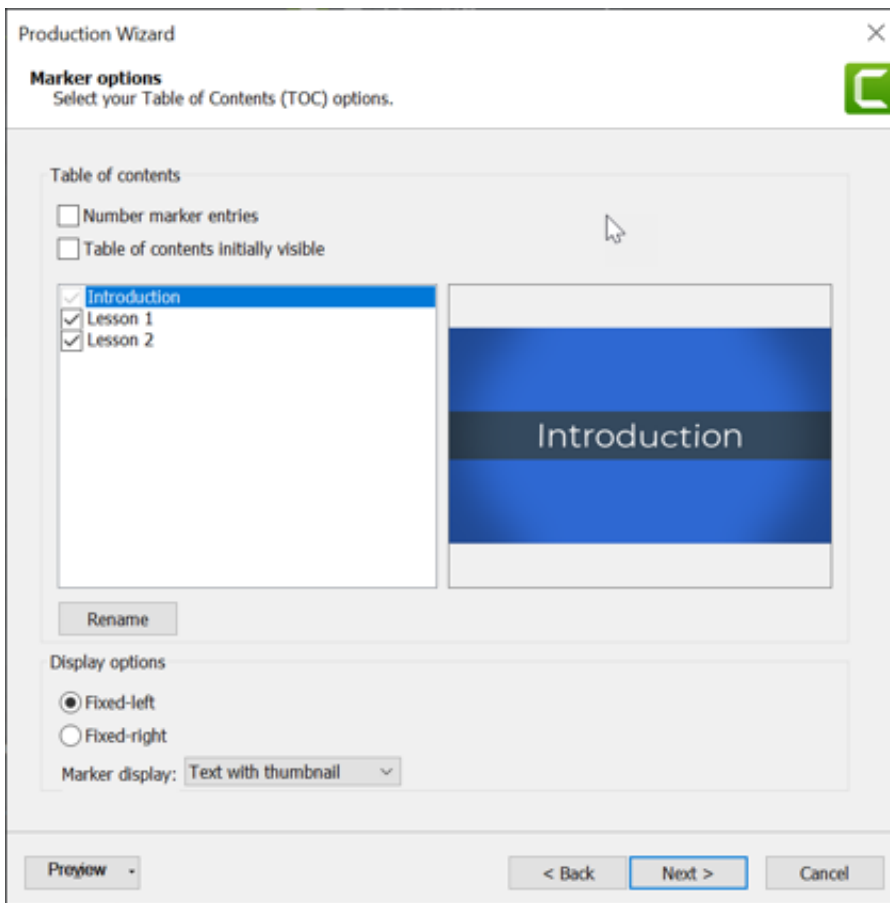 Production Wizard
Marker options
Select your Table of Contents (TOC) options.
Table of contents
Number marker entries
Table of contents initially visible
Introduction
Lesson 1
Lesson 2
Introduction
Rename
Display options
Fixed-left
Fixed-right
Marker display: Text with thumbnail
Preview
< Back Next > Cancel